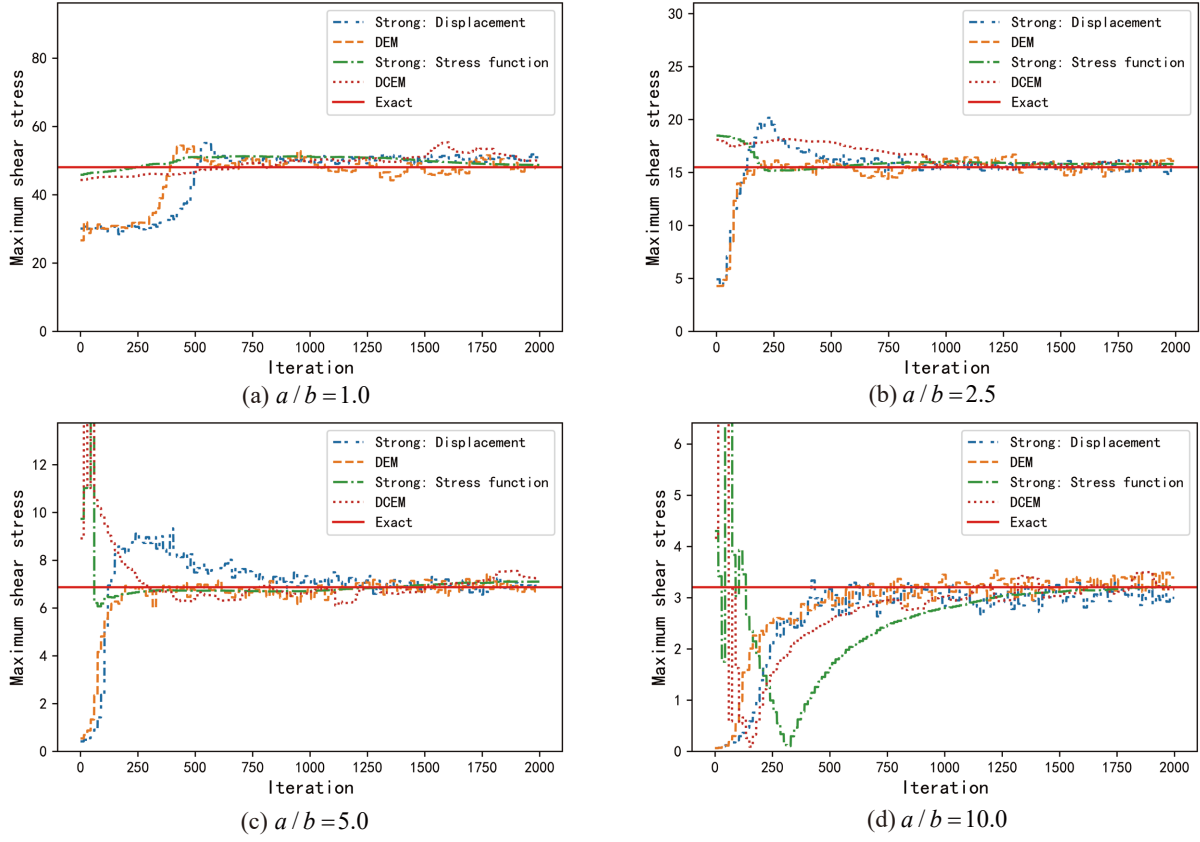 Maximum shear stress
80
60
40
20
0
Strong: Displacement
DEM
Strong: Stress function
DCEM
Exact
0 250 500 750 1000 1250 1500 1750 2000
Iteration
(a) a / b = 1.0
Maximum shear stress
30
25
20
15
10
5
0
Strong: Displacement
DEM
Strong: Stress function
DCEM
Exact
0 250 500 750 1000 1250 1500 1750 2000
Iteration
(b) a / b = 2.5
Maximum shear stress
12
10
8
6
4
2
0
Strong: Displacement
DEM
Strong: Stress function
DCEM
Exact
0 250 500 750 1000 1250 1500 1750 2000
Iteration
(c) a / b = 5.0
Maximum shear stress
6
5
4
3
2
1
0
Strong: Displacement
DEM
Strong: Stress function
DCEM
Exact
0 250 500 750 1000 1250 1500 1750 2000
Iteration
(d) a / b = 10.0